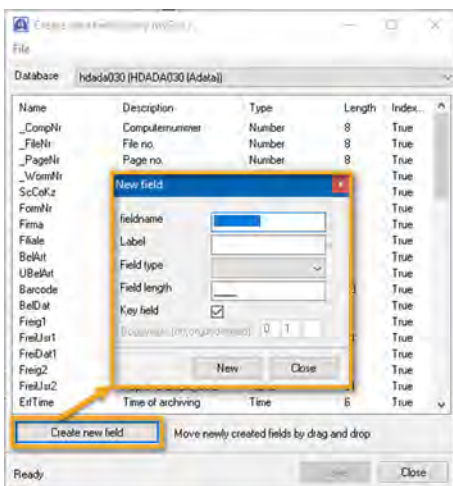 File
Database hdada030 (HDADA030 (Adata))
Name Description Type Length Index...
_CompNr Computernummer Number 8 True
_FileNr File no. Number 8 True
_PageNr Page no. Number 8 True
_WormNr True
ScCoKz True
FormNr True
Firma True
Filiale True
BelArt True
UBelArt True
Barcode True
BelDat True
Freig1 True
FreiUsr1 True
FreiDat1 True
Freig2 True
FreiUsr2 True
ErfTime Time of archiving Time 6 True
New field
fieldname
Label
Field type
Field length ____
Key field
0 1
New Close
Create new field Move newly created fields by drag and drop
Ready Close